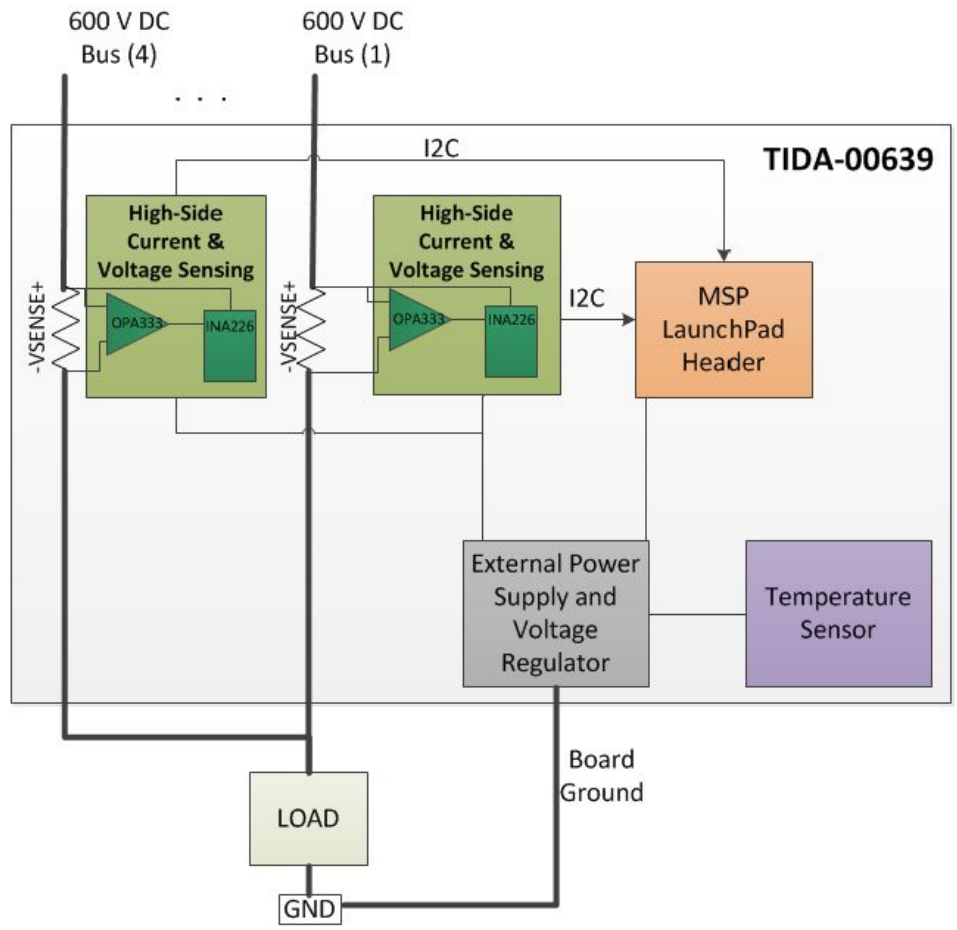 600 V DC
Bus (4)
600 V DC
Bus (1)
. . .
I2C
TIDA-00639
High-Side
Current &
Voltage Sensing
High-Side
Current &
Voltage Sensing
-VSENSE+
OPA333
INA226
-VSENSE+
OPA333
INA226
I2C
MSP
LaunchPad
Header
External Power
Supply and
Voltage
Regulator
Temperature
Sensor
Board
Ground
LOAD
GND